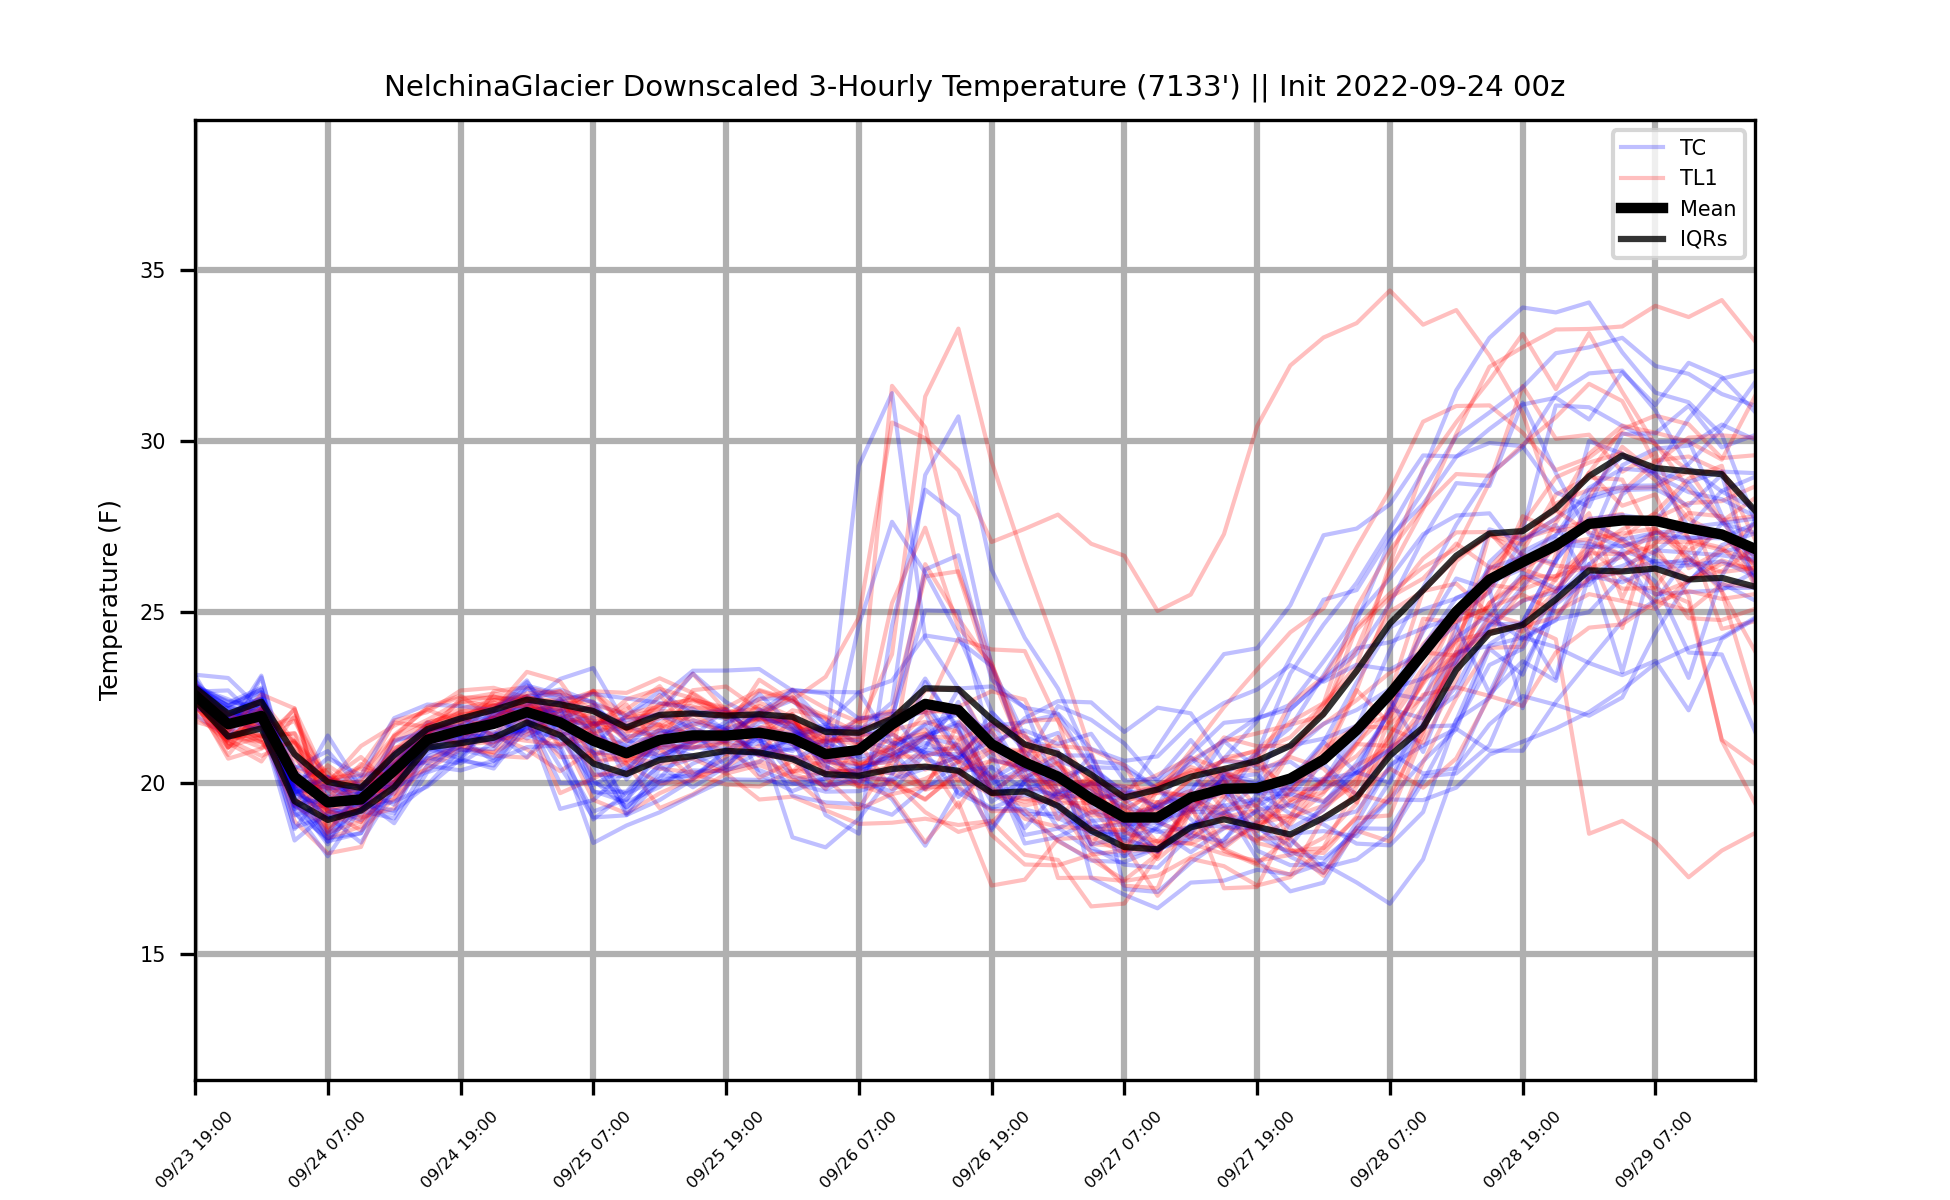 NelchinaGlacier Downscaled 3-Hourly Temperature (7133') || Init 2022-09-24 00z
TC
TL1
Mean
IQRs
Temperature (F)
35
30
25
20
15
09/23 19:00
09/24 07:00
09/24 19:00
09/25 07:00
09/25 19:00
09/26 07:00
09/26 19:00
09/27 07:00
09/27 19:00
09/28 07:00
09/28 19:00
09/29 07:00